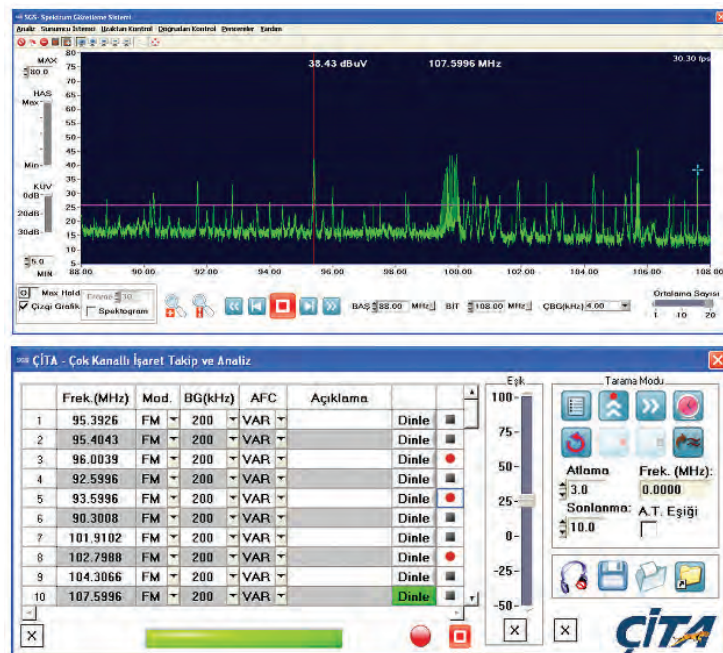 SGS - Spektrum Gözetleme Sistemi
Analiz Sunumcu İstemci Uzaktan Kontrol Doğrudan Kontrol Pencereler Yardım
MAX
80.0
HAS
Max
Min
KUV
0dB
20dB
30dB
5.0
MIN
38.43 dBuV 107.5996 MHz 30.30 fps
80
75
70
65
60
55
50
45
40
35
30
25
20
15
10
5
88.00 90.00 92.00 94.00 96.00 98.00 100.00 102.00 104.00 106.00 108.00
Max Hold
Çizgi Grafik
Spektogram
BAŞ 88.00 MHz BİT 108.00 MHz ÇBG(kHz) 4.00
Ortalama Sayısı
1 10 20
SGS ÇİTA - Çok Kanallı İşaret Takip ve Analiz
Frek.(MHz) Mod. BG(kHz) AFC Açıklama
1 95.3926 FM 200 VAR Dinle
2 95.4043 FM 200 VAR Dinle
3 96.0039 FM 200 VAR Dinle
4 92.5996 FM 200 VAR Dinle
5 93.5996 FM 200 VAR Dinle
6 90.3008 FM 200 VAR Dinle
7 101.9102 FM 200 VAR Dinle
8 102.7988 FM 200 VAR Dinle
9 104.3066 FM 200 VAR Dinle
10 107.5996 FM 200 VAR Dinle
Eşik
100
75
50
25
0
-25
-50
Tarama Modu
Atlama Frek. (MHz):
3.0 0.0000
Sonlanma: A.T. Eşiği
10.0
ÇİTA